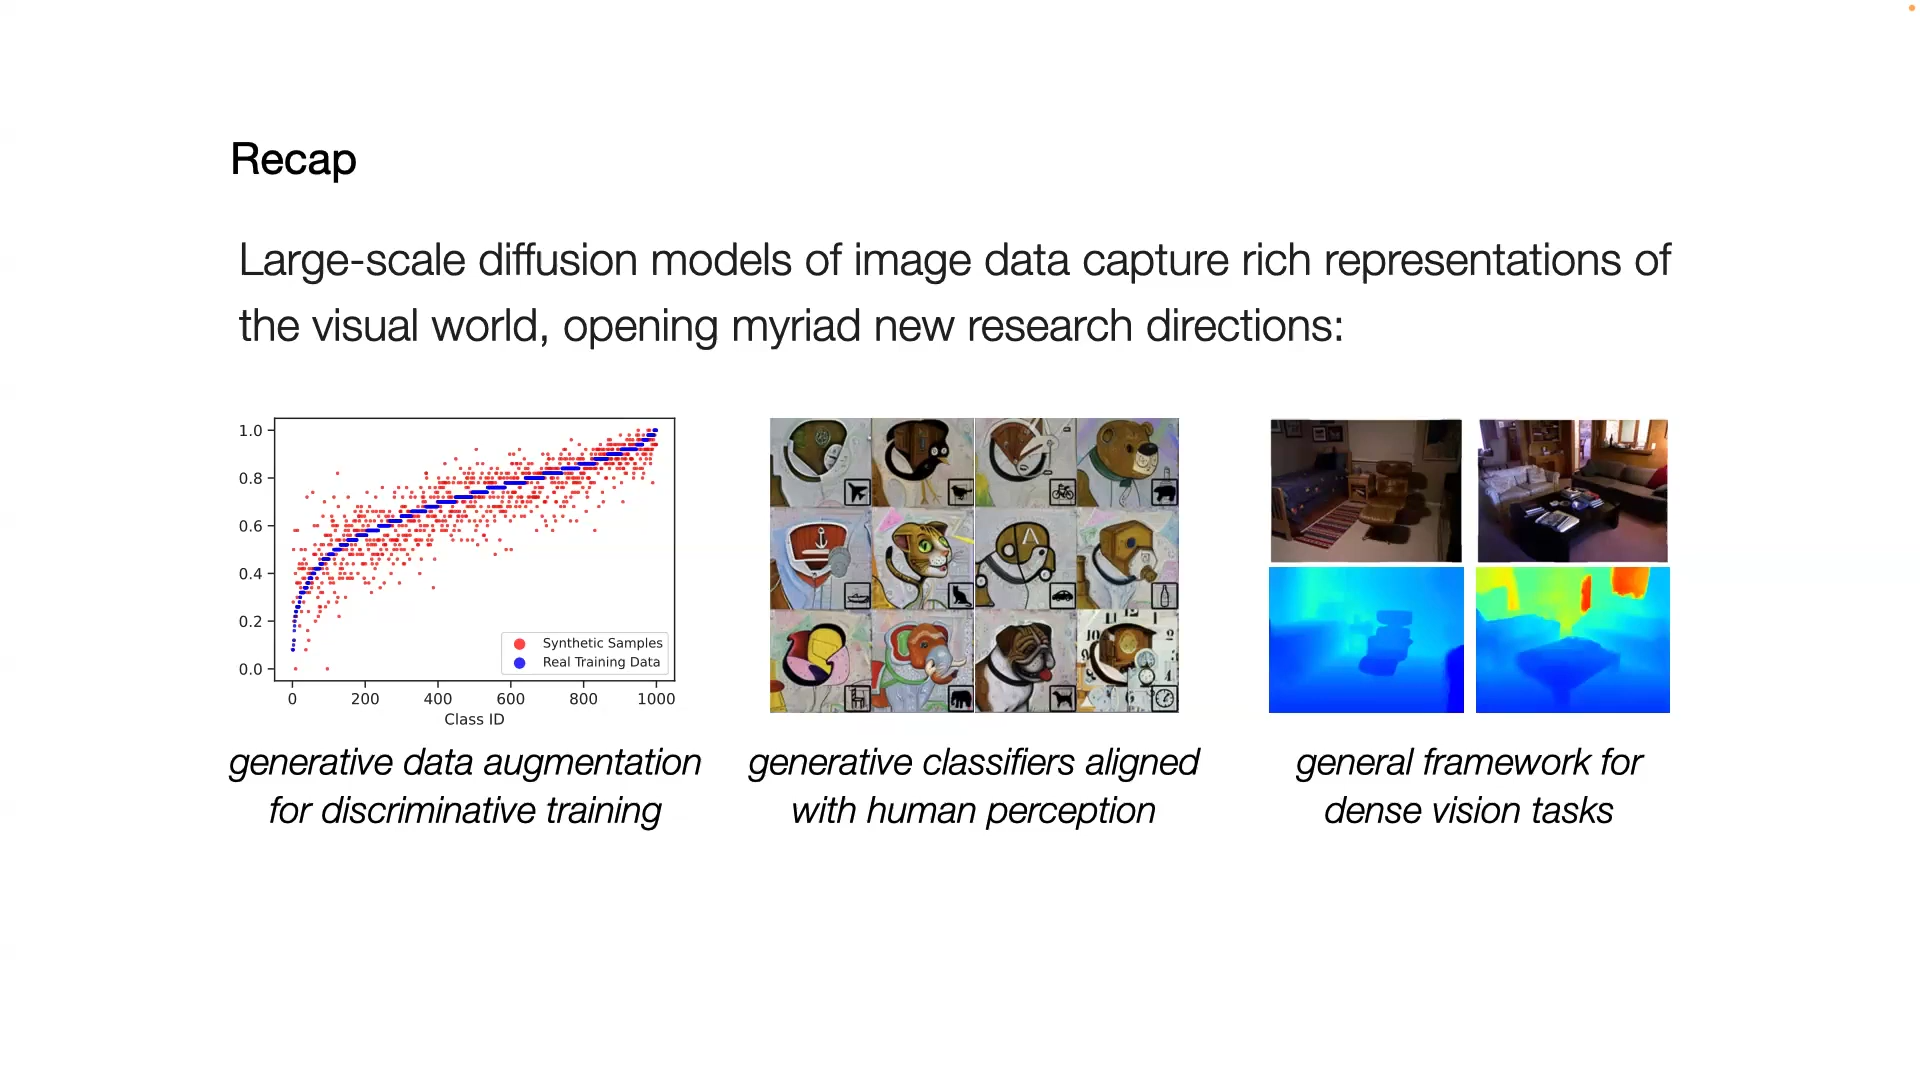 Recap
Large-scale diffusion models of image data capture rich representations of
the visual world, opening myriad new research directions:
1.0
0.8
0.6
0.4
0.2
0.0
Synthetic Samples
Real Training Data
0 200 400 600 800 1000
Class ID
generative data augmentation
for discriminative training
generative classifiers aligned
with human perception
general framework for
dense vision tasks